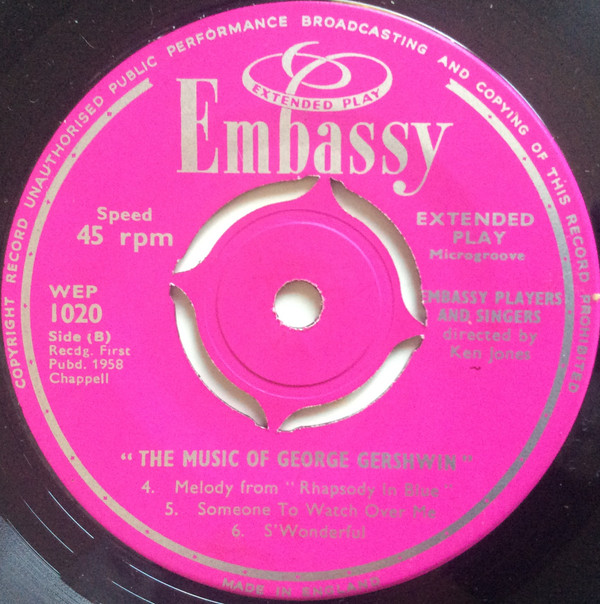 COPYRIGHT RECORD UNAUTHORISED PUBLIC PERFORMANCE BROADCASTING AND COPYING OF THIS RECORD PROHIBITED
EXTENDED PLAY
Embassy
Speed
45 rpm
EXTENDED
PLAY
Microgroove
WEP
1020
Side (B)
Recdg. First
Pubd. 1958
Chappell
EMBASSY PLAYERS
AND SINGERS
directed by
Ken Jones
"THE MUSIC OF GEORGE GERSHWIN"
4. Melody from "Rhapsody In Blue"
5. Someone To Watch Over Me
6. S'Wonderful
MADE IN ENGLAND